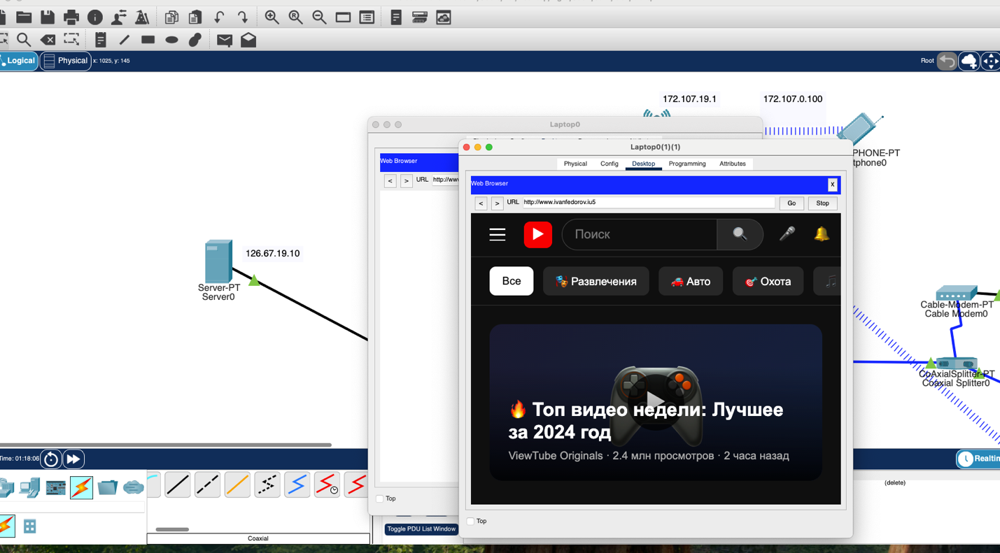 Logical
Physical
x: 1025, y: 145
Root
172.107.19.1
172.107.0.100
PHONE-PT
tphone0
126.67.19.10
Server-PT
Server0
Laptop0
Web Browser
<
>
URL
http://ww
Top
Laptop0(1)(1)
Physical
Config
Desktop
Programming
Attributes
Web Browser
X
<
>
URL
http://www.ivanfedorov.iu5
Go
Stop
Поиск
Все
Развлечения
Авто
Охота
Топ видео недели: Лучшее
за 2024 год
ViewTube Originals · 2.4 млн просмотров · 2 часа назад
Top
Cable-Modem-PT
Cable Modem0
CoAxialSplitter-PT
Coaxial Splitter0
Time: 01:18:06
Realtim
(delete)
Toggle PDU List Window
Coaxial